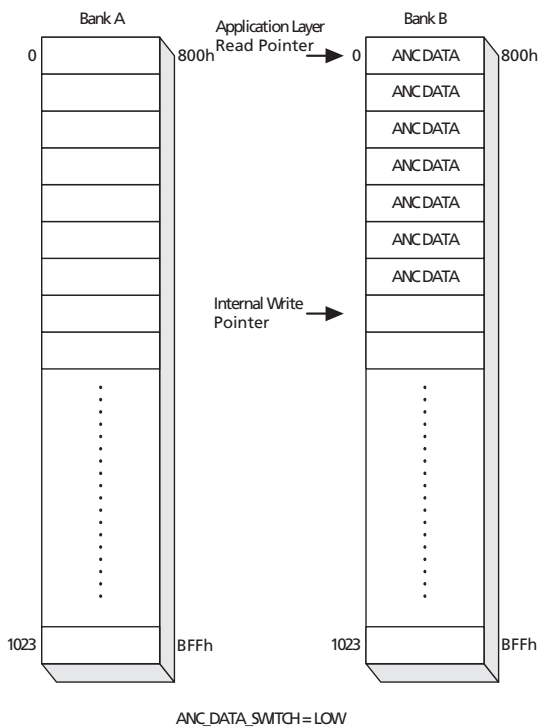 Bank A
0
800h
1023
BFFh
Application Layer
Read Pointer
Internal Write
Pointer
Bank B
0
ANC DATA
800h
ANC DATA
ANC DATA
ANC DATA
ANC DATA
ANC DATA
ANC DATA
1023
BFFh
ANC_DATA_SWITCH = LOW